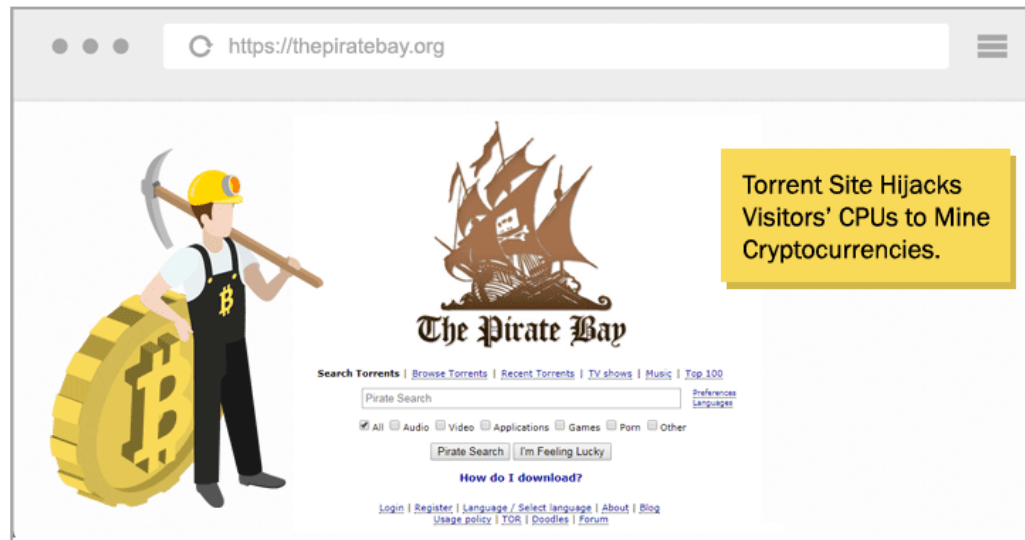 https://thepiratebay.org
Torrent Site Hijacks
Visitors’ CPUs to Mine
Cryptocurrencies.
The Pirate Bay
Search Torrents | Browse Torrents | Recent Torrents | TV shows | Music | Top 100
Pirate Search
Preferences
Languages
All Audio Video Applications Games Porn Other
Pirate Search I'm Feeling Lucky
How do I download?
Login | Register | Language / Select language | About | Blog
Usage policy | TOR | Doodles | Forum